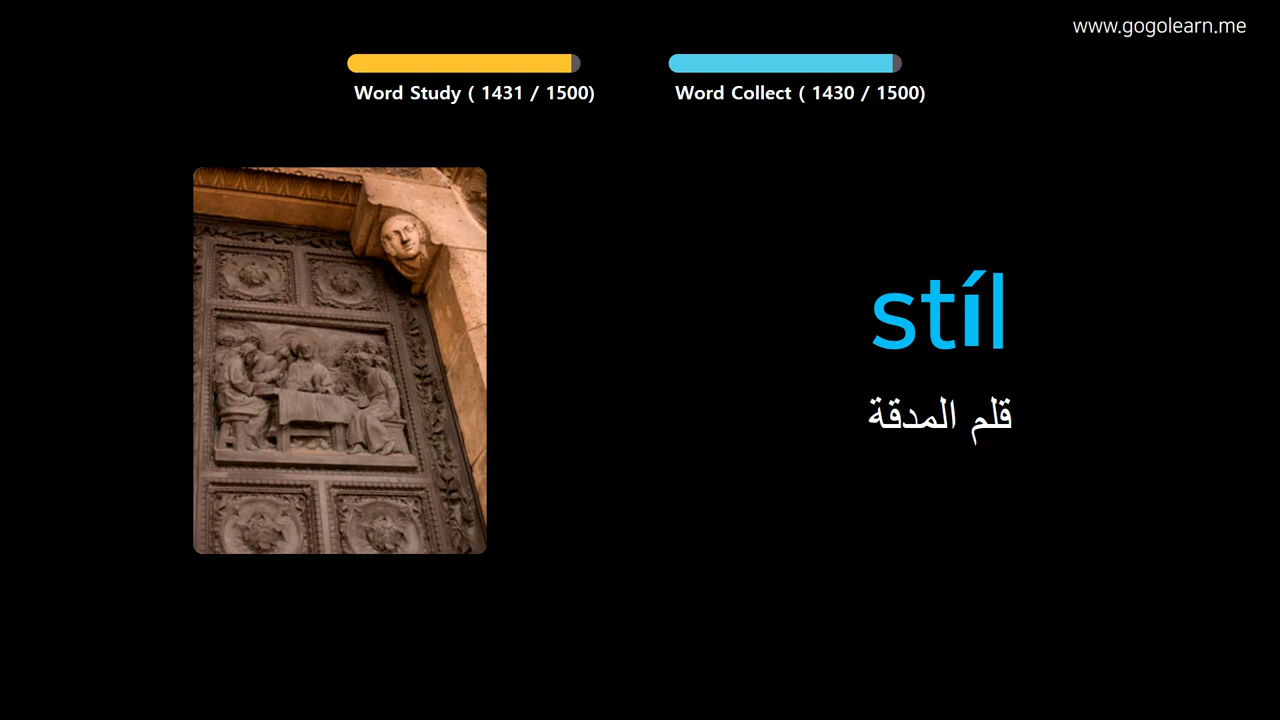 www.gogolearn.me
Word Study ( 1431 / 1500)
Word Collect ( 1430 / 1500)
stíl
قلم المدقة